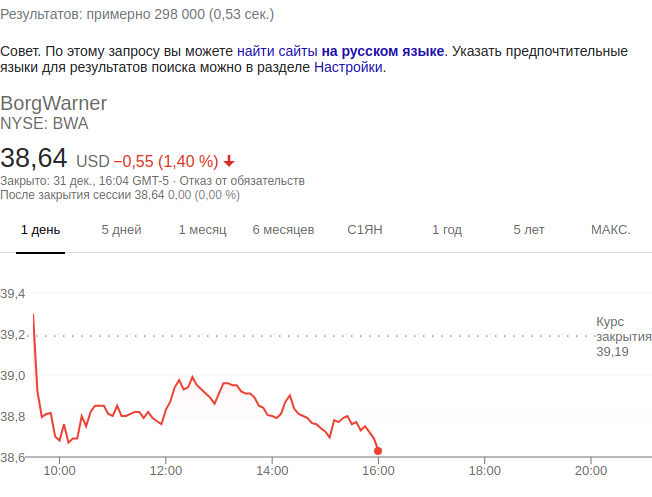 Результатов: примерно 298 000 (0,53 сек.)
Совет. По этому запросу вы можете найти сайты на русском языке. Указать предпочтительные
языки для результатов поиска можно в разделе Настройки.
BorgWarner
NYSE: BWA
38,64 USD −0,55 (1,40 %)
Закрыто: 31 дек., 16:04 GMT-5 · Отказ от обязательств
После закрытия сессии 38,64 0,00 (0,00 %)
1 день 5 дней 1 месяц 6 месяцев С1ЯН 1 год 5 лет МАКС.
39,4
39,2
39,0
38,8
38,6
Курс
закрытия
39,19
10:00 12:00 14:00 16:00 18:00 20:00